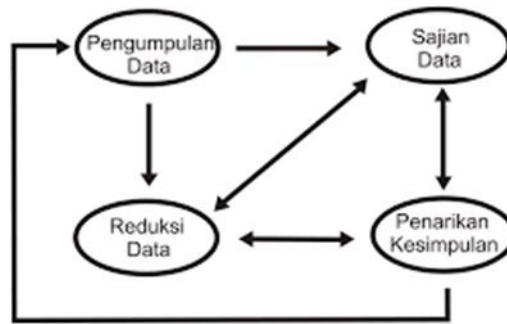 Pengumpulan
Data
Sajian
Data
Reduksi
Data
Penarikan
Kesimpulan